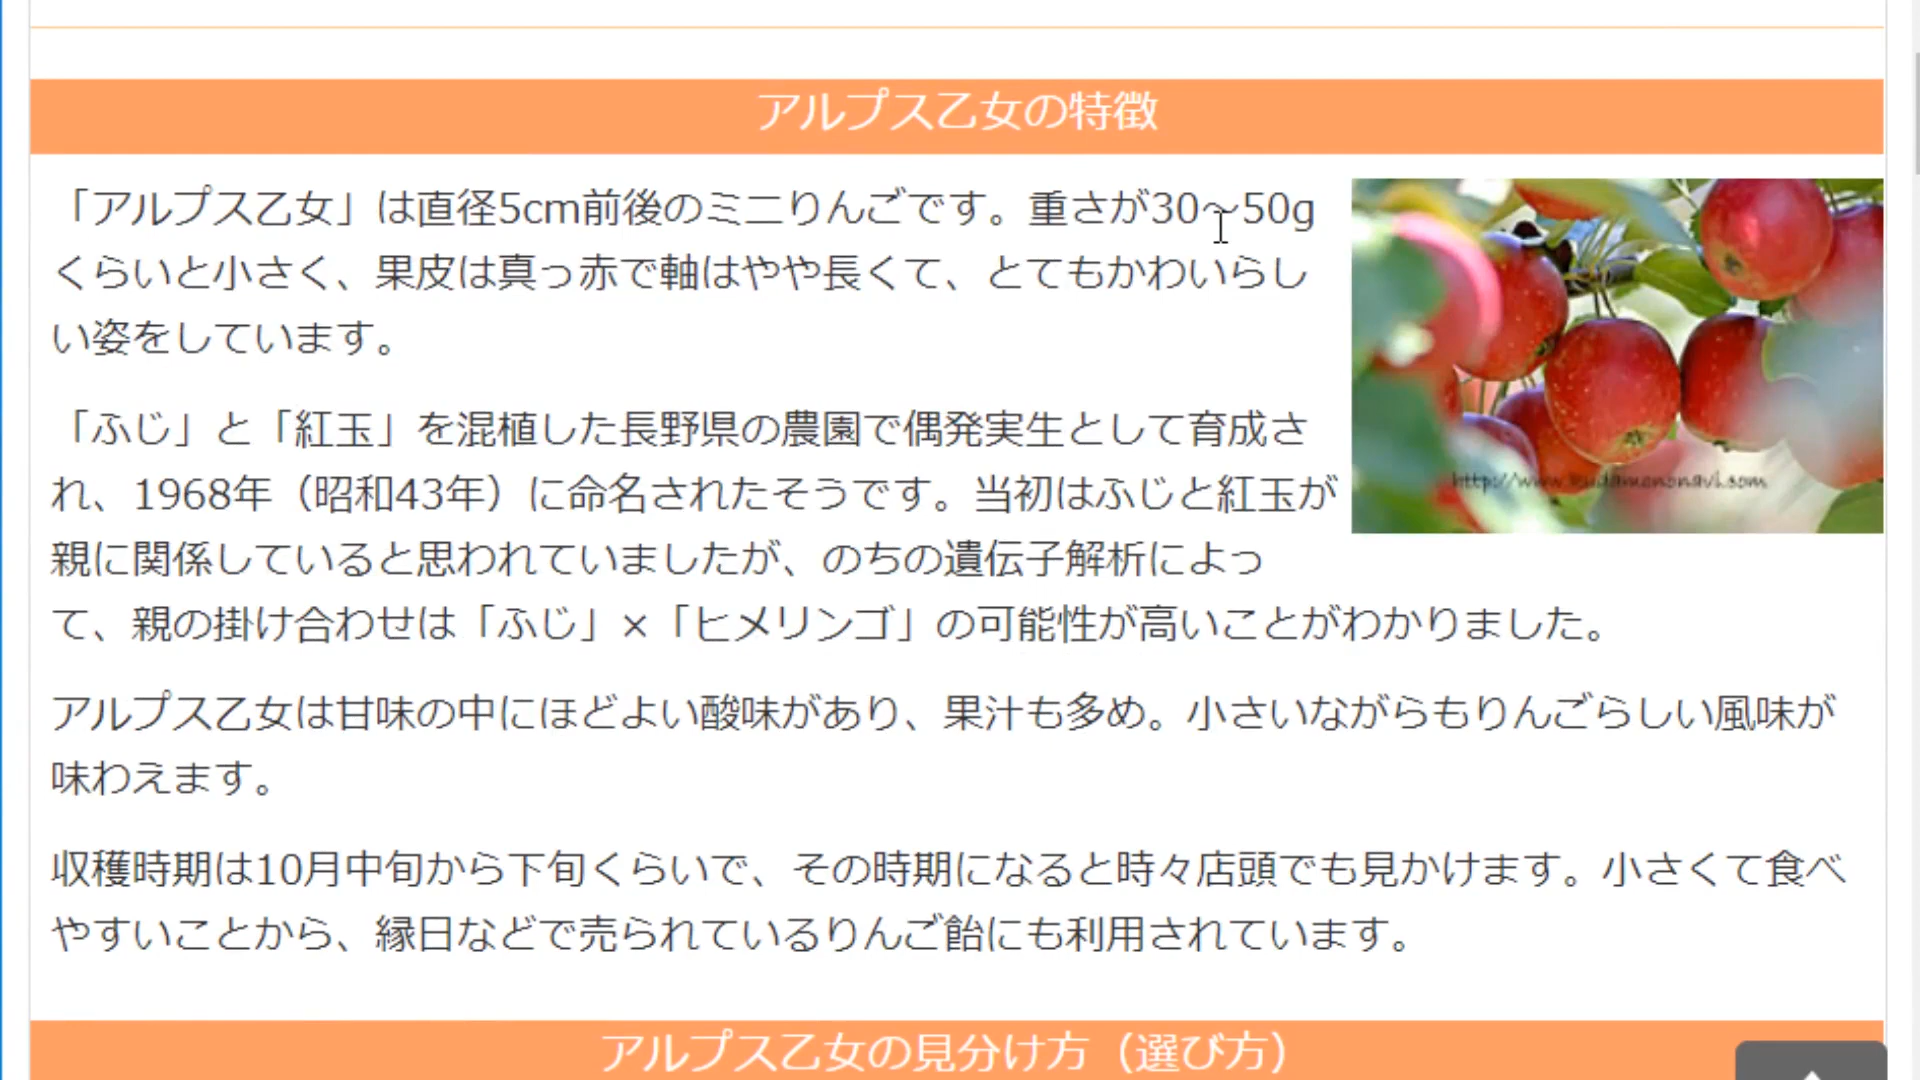 アルプス乙女の特徴
「アルプス乙女」は直径5cm前後のミニりんごです。重さが30～50g
くらいと小さく、果皮は真っ赤で軸はやや長くて、とてもかわいらし
い姿をしています。
「ふじ」と「紅玉」を混植した長野県の農園で偶発実生として育成さ
れ、1968年（昭和43年）に命名されたそうです。当初はふじと紅玉が
親に関係していると思われていましたが、のちの遺伝子解析によっ
て、親の掛け合わせは「ふじ」×「ヒメリンゴ」の可能性が高いことがわかりました。
アルプス乙女は甘味の中にほどよい酸味があり、果汁も多め。小さいながらもりんごらしい風味が
味わえます。
収穫時期は10月中旬から下旬くらいで、その時期になると時々店頭でも見かけます。小さくて食べ
やすいことから、縁日などで売られているりんご飴にも利用されています。
http://www.kudamononavi.com
アルプス乙女の見分け方（選び方）